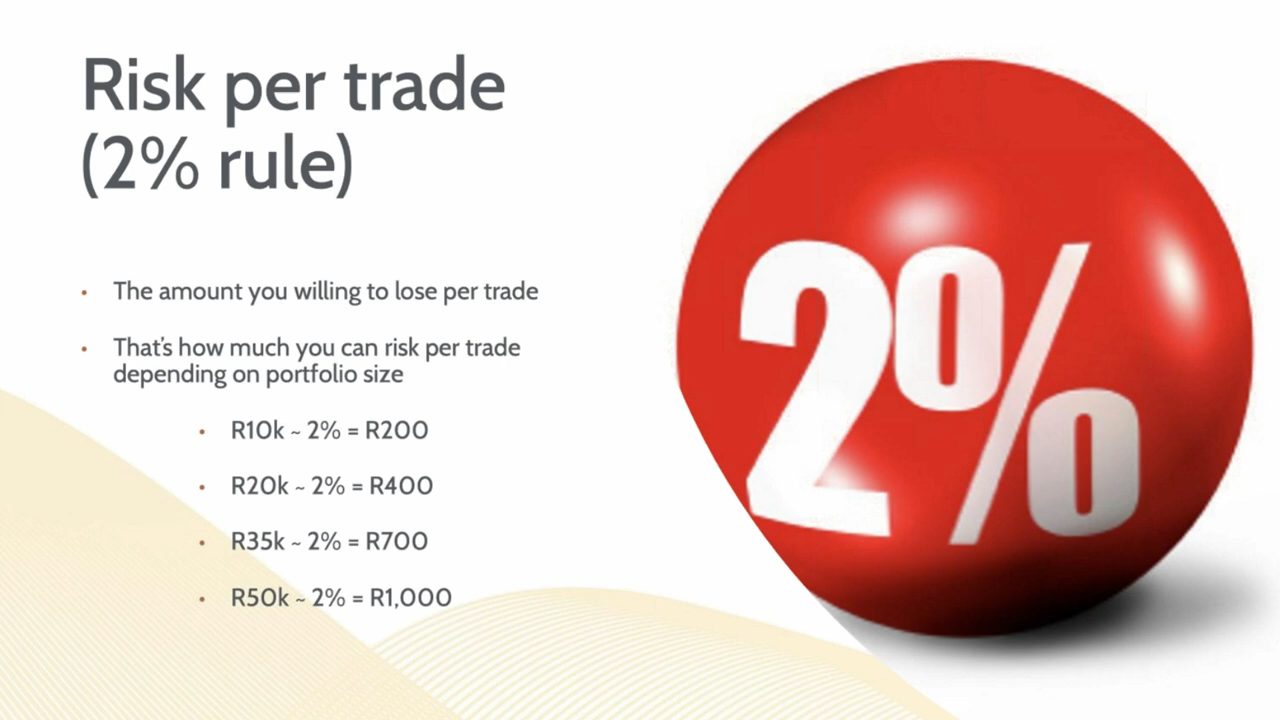 Risk per trade
(2% rule)
• The amount you willing to lose per trade
• That's how much you can risk per trade
depending on portfolio size
• R10k ~ 2% = R200
• R20k ~ 2% = R400
• R35k ~ 2% = R700
• R50k ~ 2% = R1,000
2%